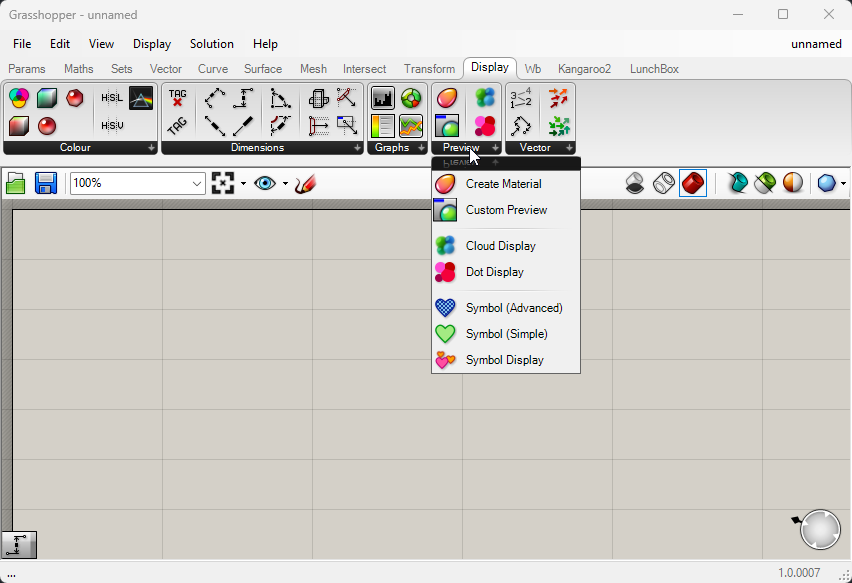 Grasshopper - unnamed
File Edit View Display Solution Help unnamed
Params Maths Sets Vector Curve Surface Mesh Intersect Transform Display Wb Kangaroo2 LunchBox
H:S:L TAG
TAG H:S:V
Colour Dimensions Graphs Preview Vector
Preview
100%
Create Material
Custom Preview
Cloud Display
Dot Display
Symbol (Advanced)
Symbol (Simple)
Symbol Display
... 1.0.0007